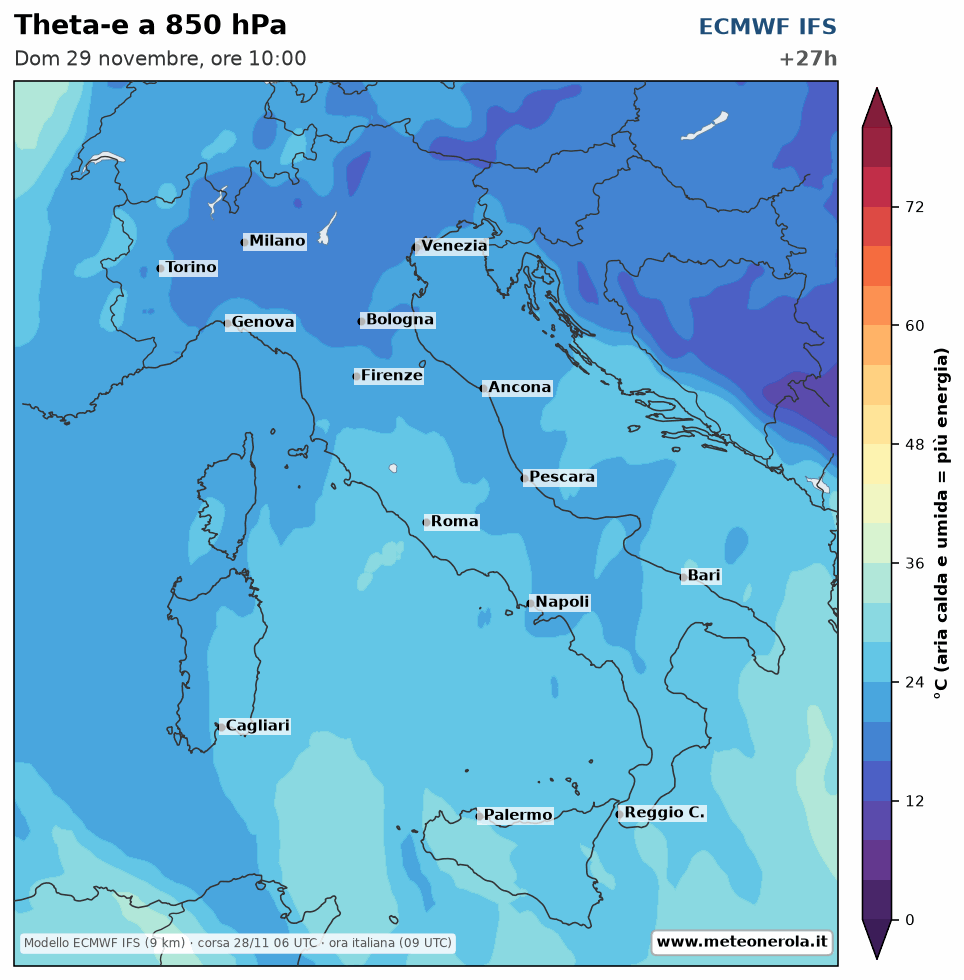 Theta-e a 850 hPa
ECMWF IFS
Dom 29 novembre, ore 10:00
+27h
Milano
Venezia
Torino
Genova
Bologna
Firenze
Ancona
Pescara
Roma
Bari
Napoli
Cagliari
Palermo
Reggio C.
72
60
48
36
24
12
0
°C (aria calda e umida = più energia)
Modello ECMWF IFS (9 km) · corsa 28/11 06 UTC · ora italiana (09 UTC)
www.meteonerola.it